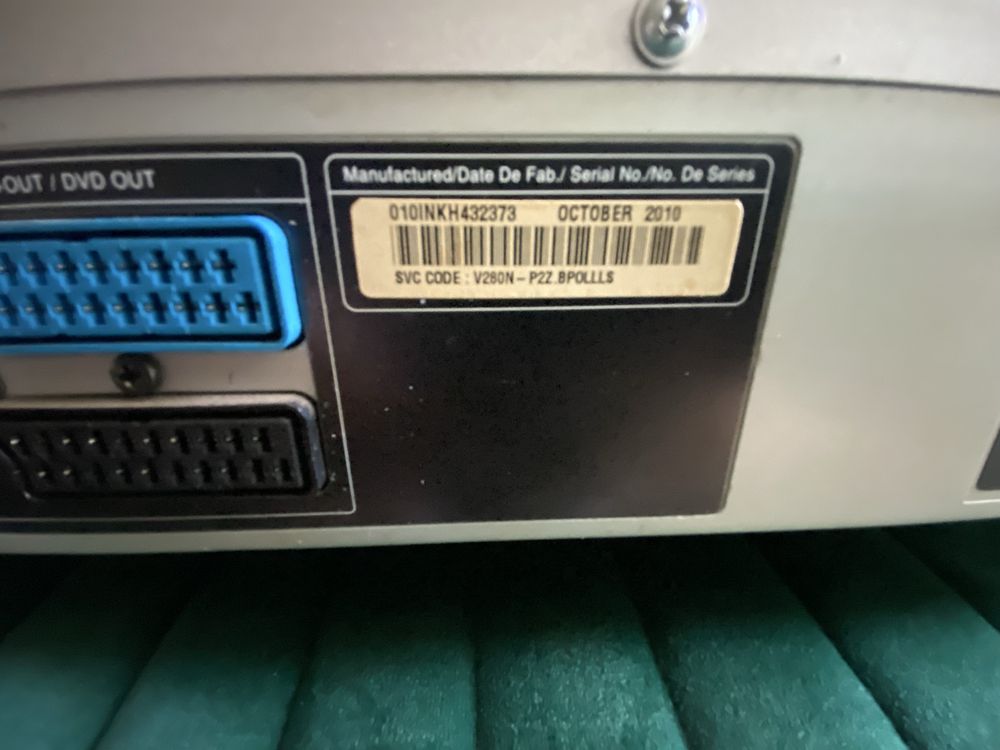 -OUT / DVD OUT
Manufactured/Date De Fab./ Serial No./No. De Series
010INKH432373 OCTOBER 2010
SVC CODE : V280N-P2Z.BPOLLLS